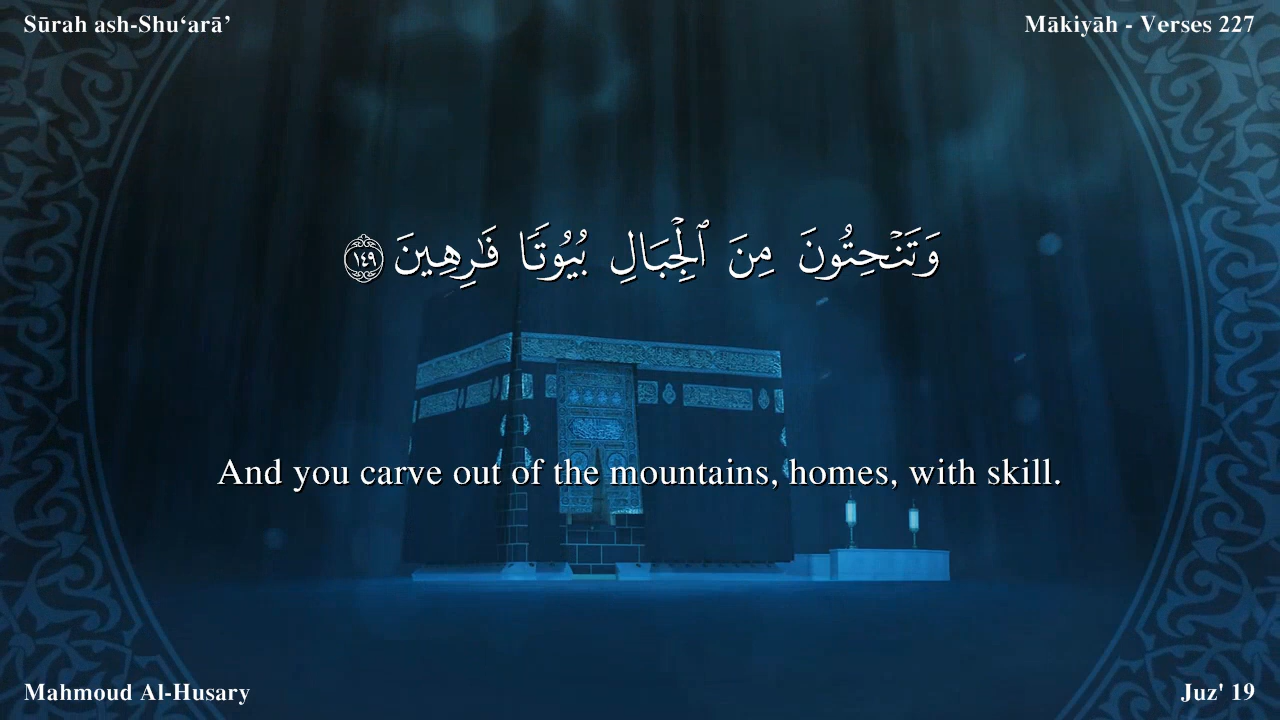 Sūrah ash-Shu‘arā’
Mākiyāh - Verses 227
وَتَنْحِتُونَ مِنَ ٱلْجِبَالِ بُيُوتًا فَـٰرِهِينَ ١٤٩
And you carve out of the mountains, homes, with skill.
Mahmoud Al-Husary
Juz' 19